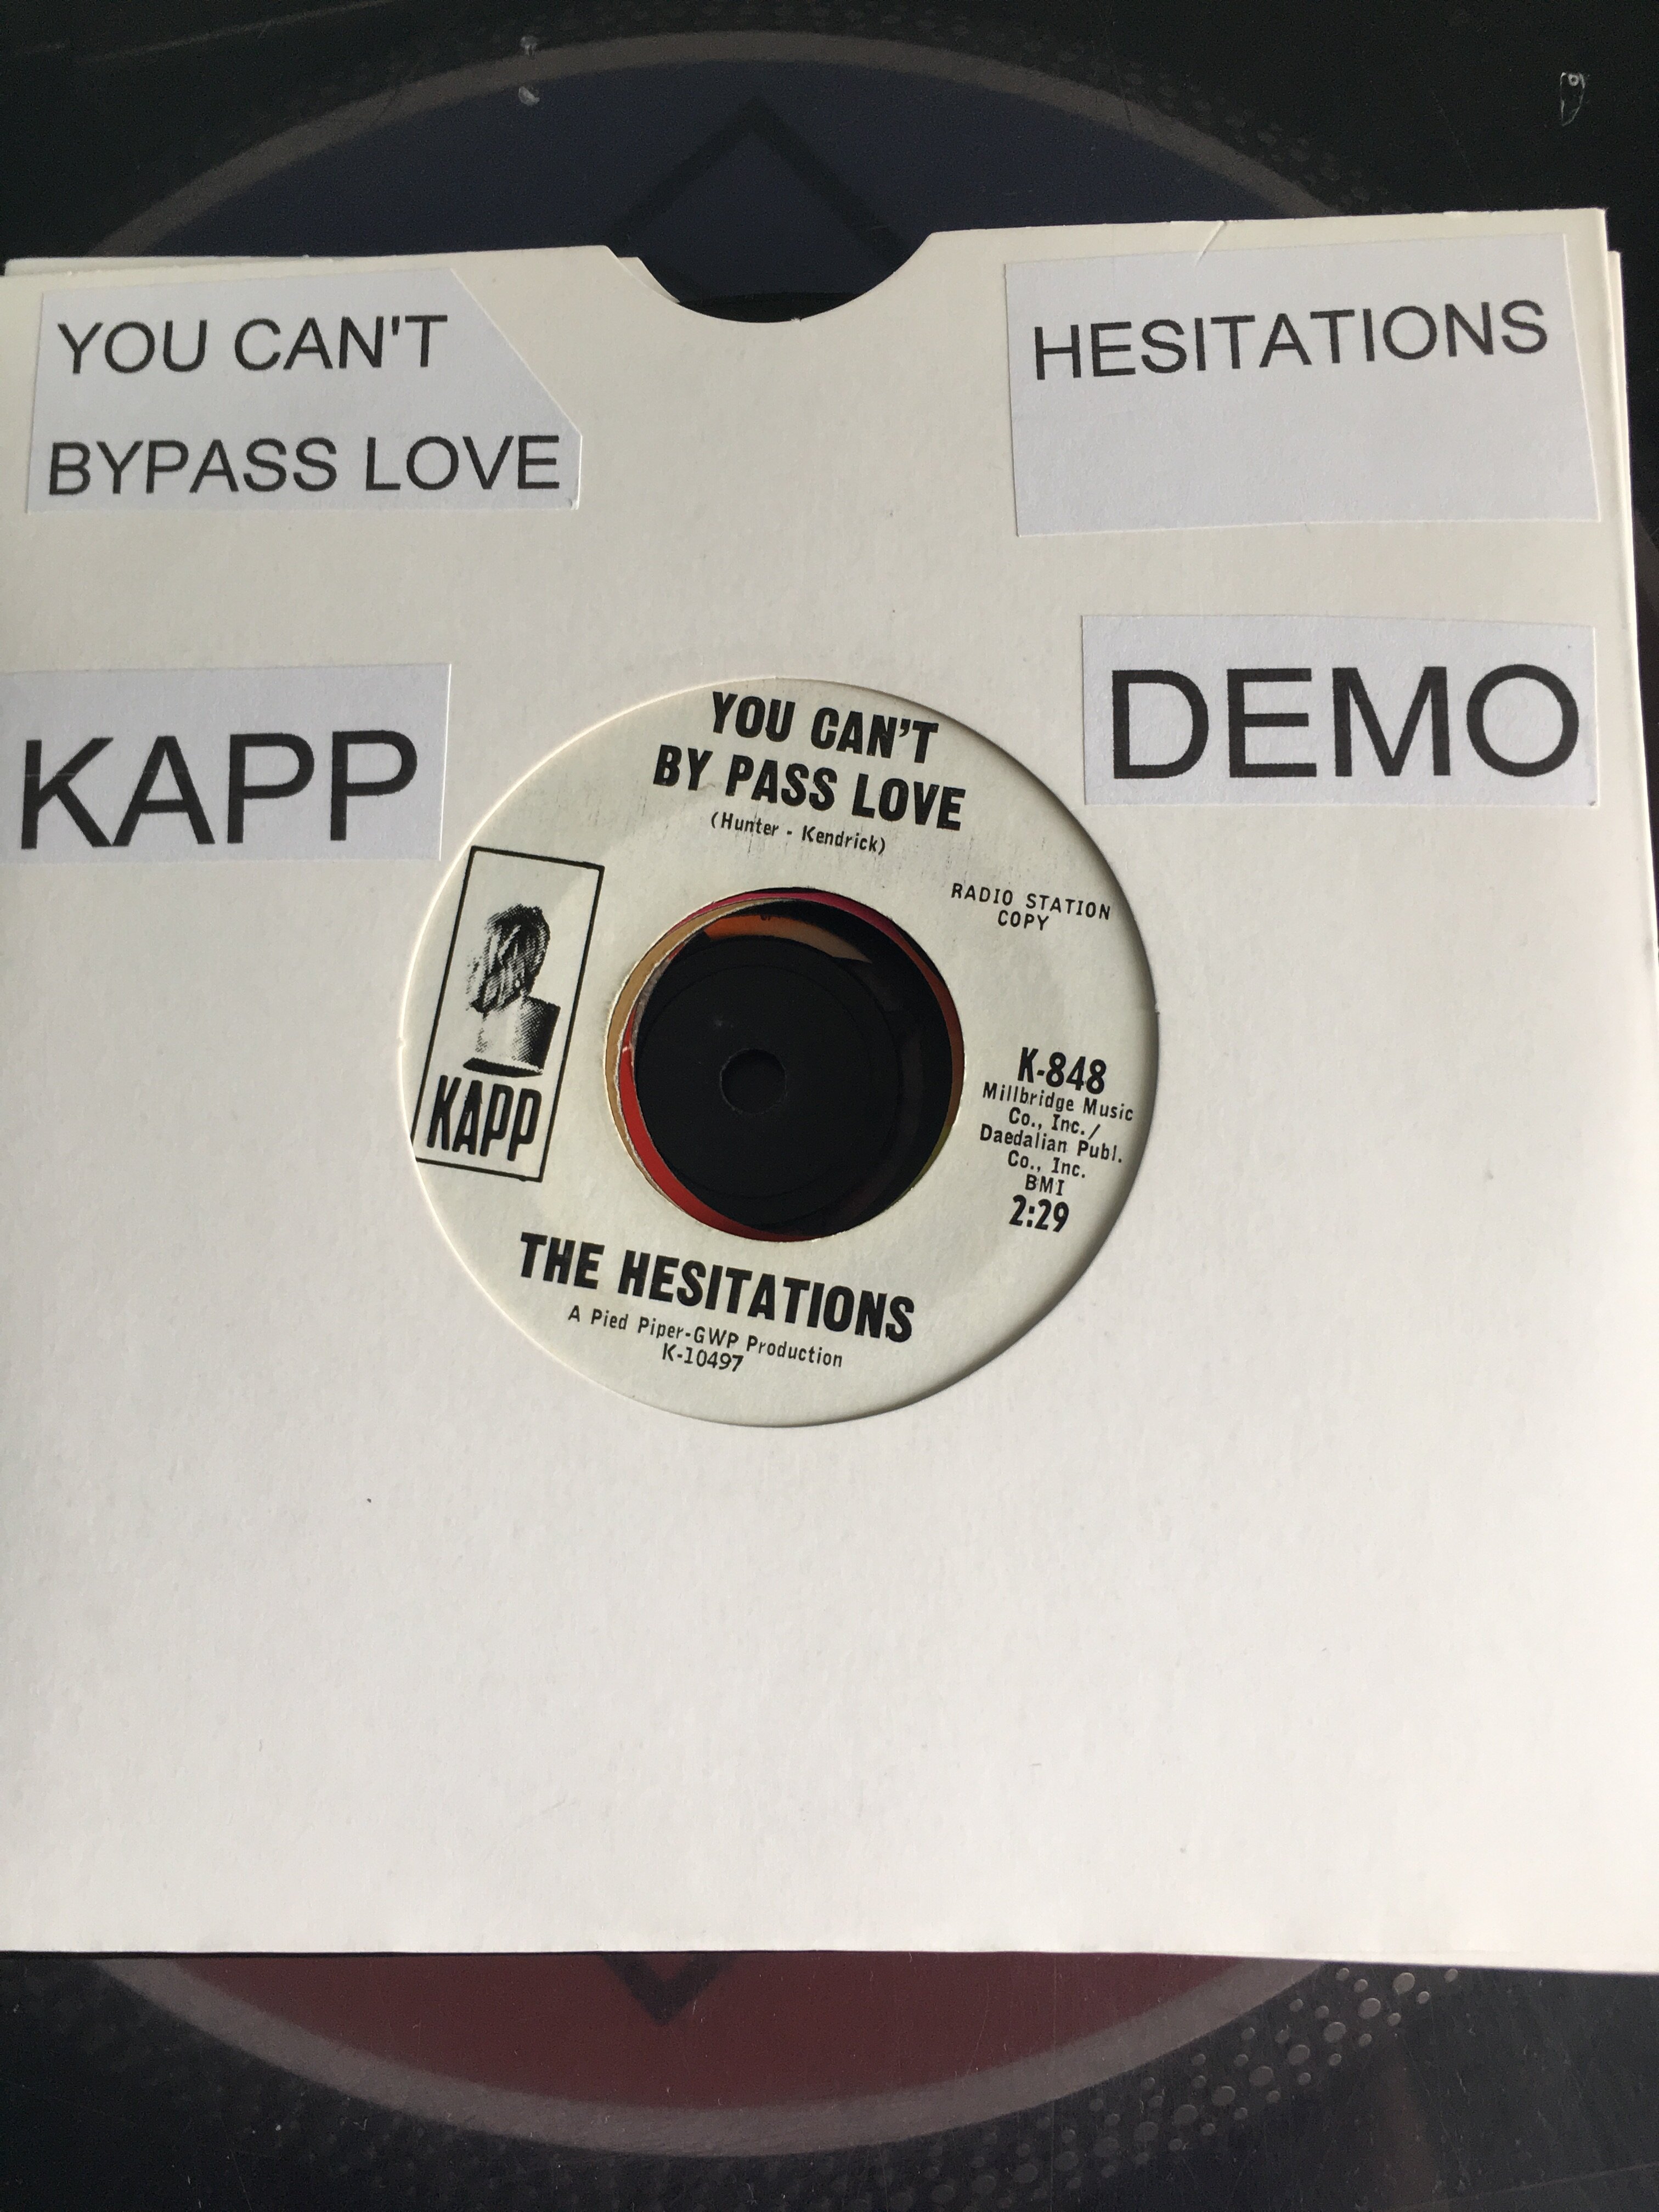 YOU CAN'T
BYPASS LOVE
HESITATIONS
KAPP
DEMO
YOU CAN'T
BY PASS LOVE
(Hunter - Kendrick)
RADIO STATION
COPY
KAPP
K-848
Millbridge Music
Co., Inc./
Daedalian Publ.
Co., Inc.
BMI
2:29
THE HESITATIONS
A Pied Piper-GWP Production
K-10497